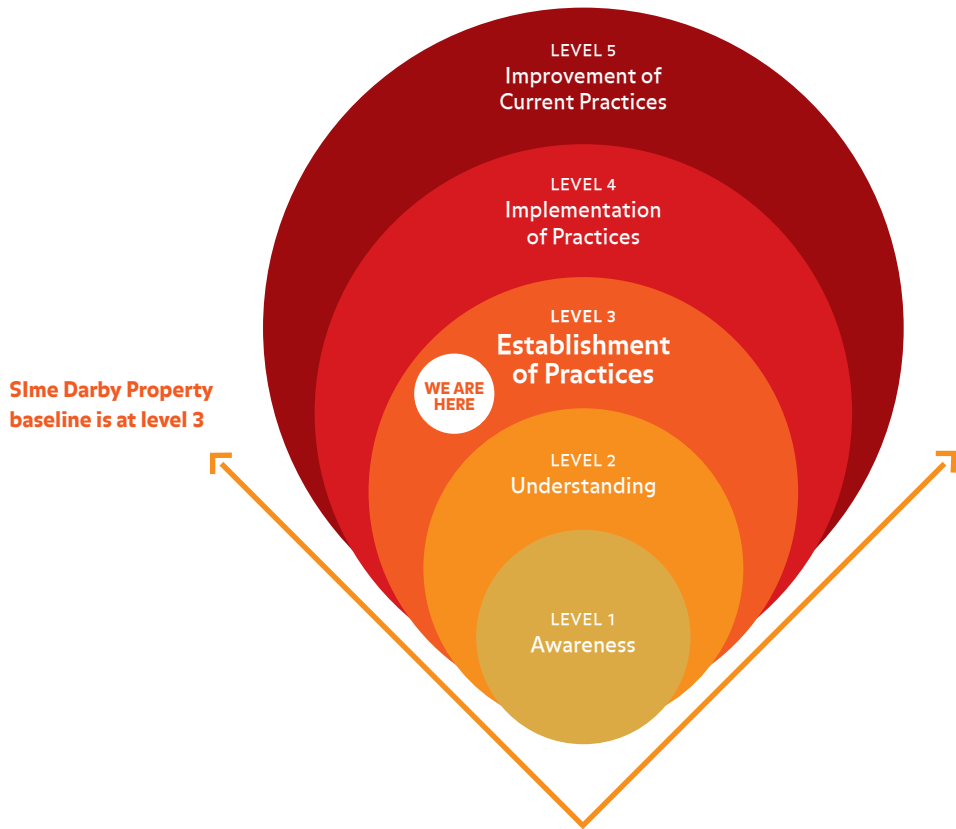 LEVEL 5
Improvement of
Current Practices
LEVEL 4
Implementation
of Practices
LEVEL 3
Establishment
of Practices
WE ARE
HERE
SIme Darby Property
baseline is at level 3
LEVEL 2
Understanding
LEVEL 1
Awareness